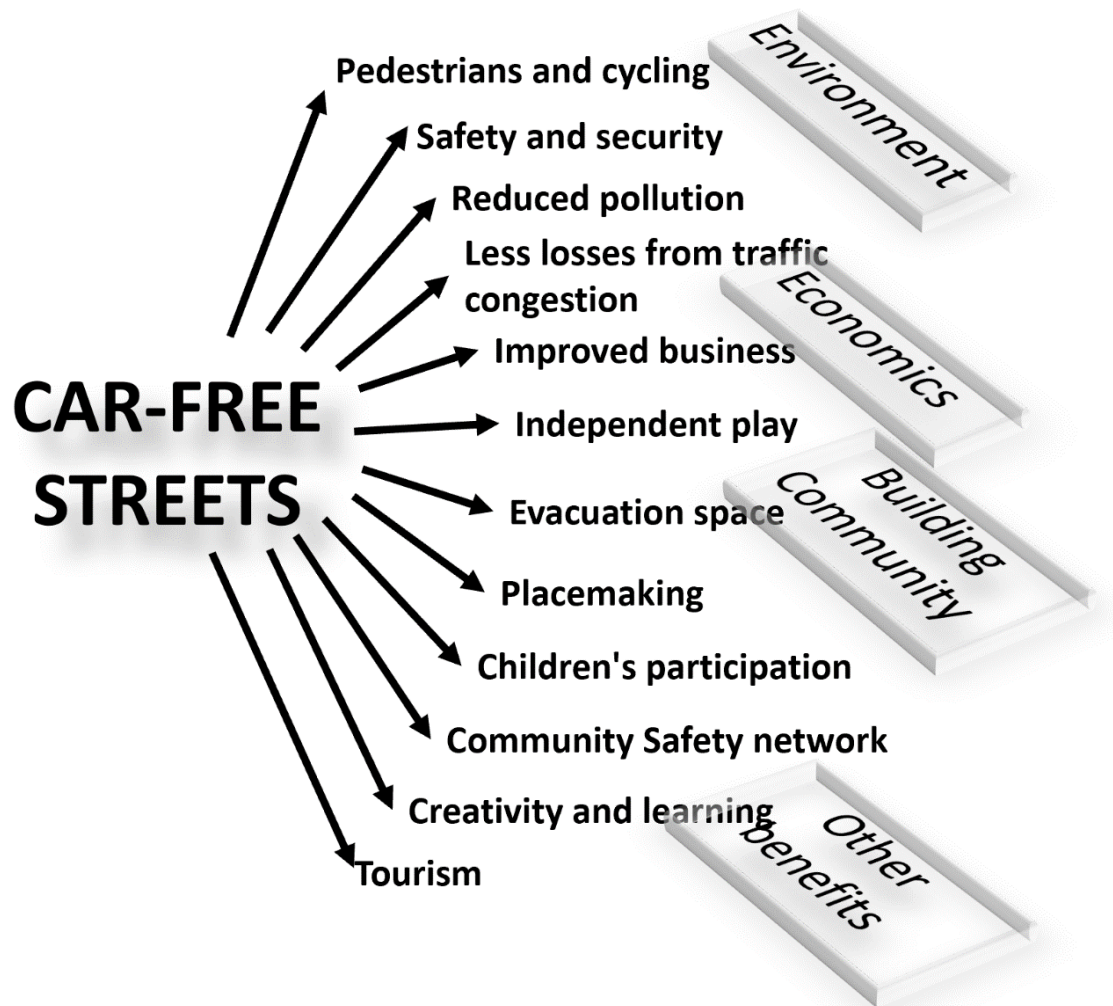 Pedestrians and cycling
Safety and security
Reduced pollution
Less losses from traffic
congestion
Improved business
Independent play
Evacuation space
Placemaking
Children's participation
Community Safety network
Creativity and learning
Tourism
CAR-FREE
STREETS
Environment
Economics
Building
Community
Other
benefits